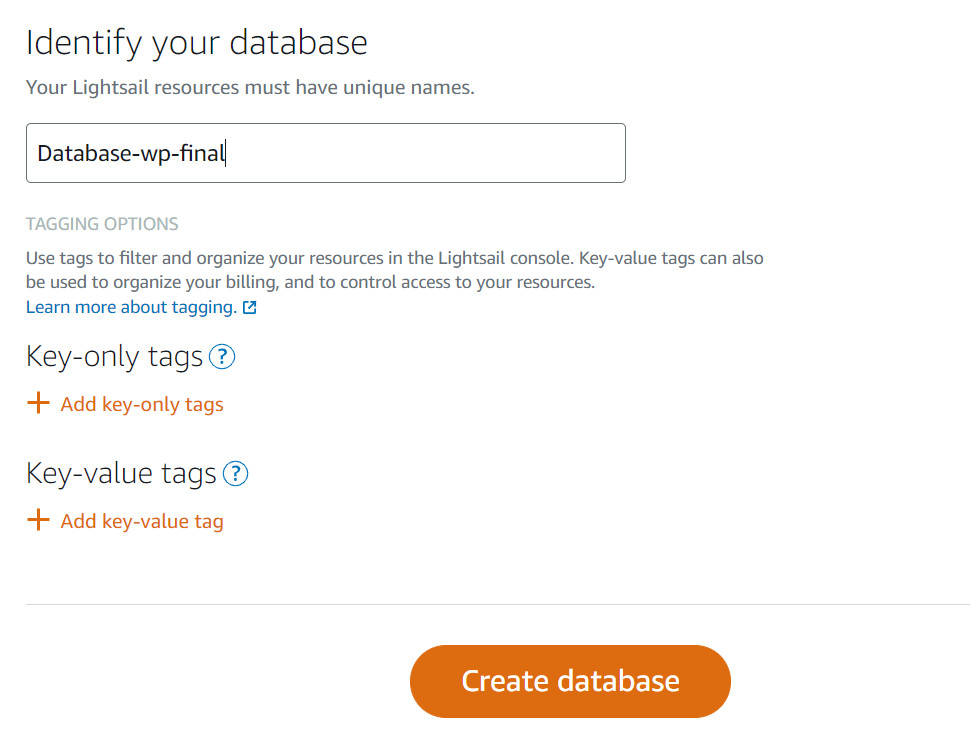 Identify your database
Your Lightsail resources must have unique names.
Database-wp-final
TAGGING OPTIONS
Use tags to filter and organize your resources in the Lightsail console. Key-value tags can also
be used to organize your billing, and to control access to your resources.
Learn more about tagging.
Key-only tags ?
+ Add key-only tags
Key-value tags ?
+ Add key-value tag
Create database